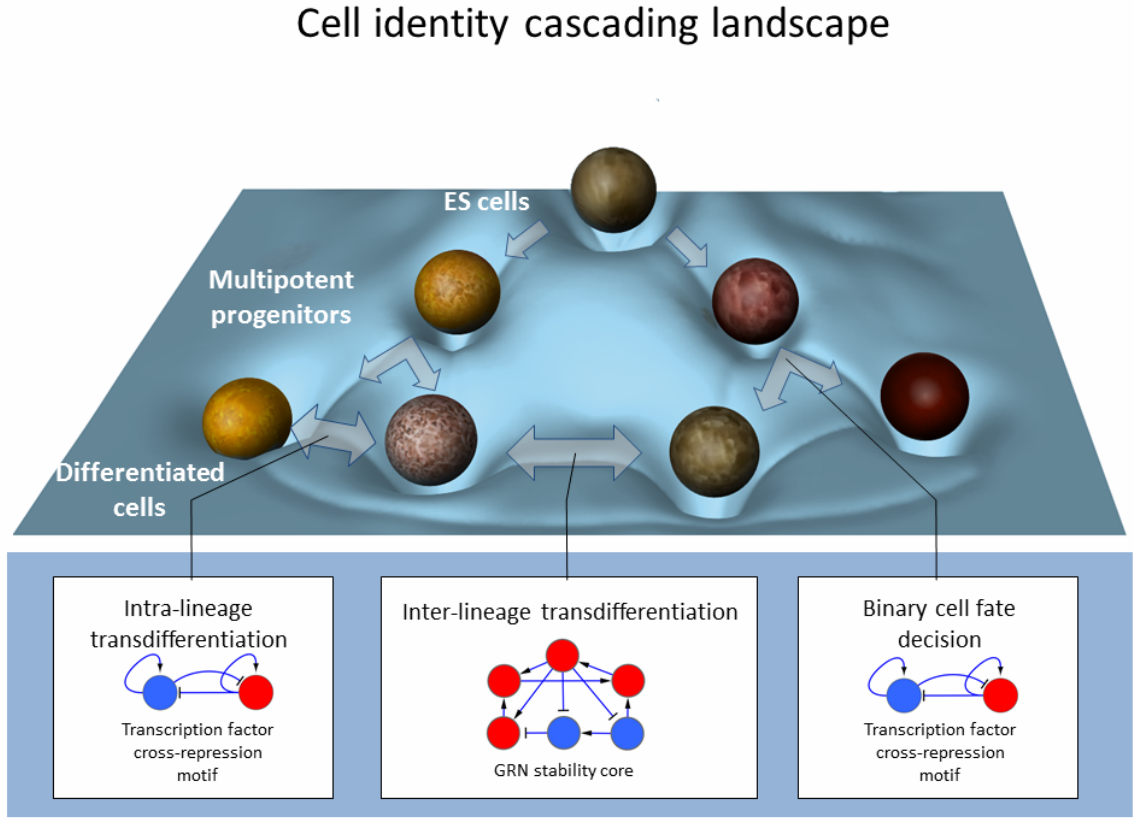 Cell identity cascading landscape
ES cells
Multipotent
progenitors
Differentiated
cells
Intra-lineage
transdifferentiation
Transcription factor
cross-repression
motif
Inter-lineage transdifferentiation
GRN stability core
Binary cell fate
decision
Transcription factor
cross-repression
motif